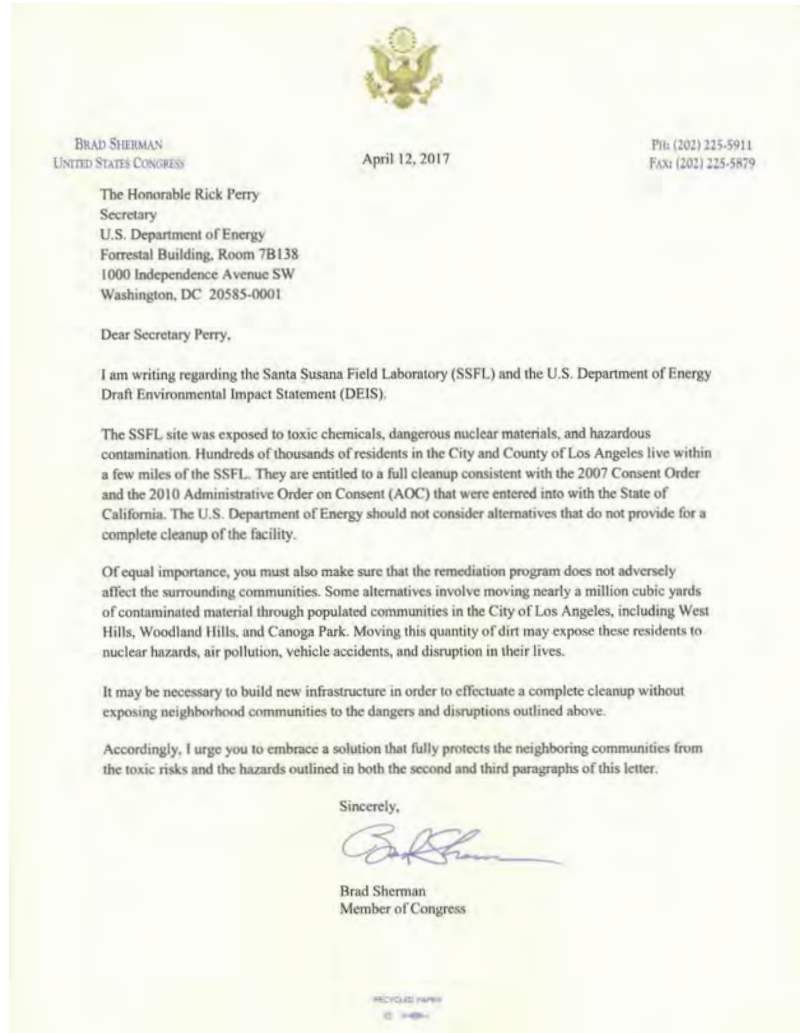 BRAD SHERMAN
UNITED STATES CONGRESS
April 12, 2017
PH: (202) 225-5911
FAX: (202) 225-5879
The Honorable Rick Perry
Secretary
U.S. Department of Energy
Forrestal Building, Room 7B138
1000 Independence Avenue SW
Washington, DC 20585-0001
Dear Secretary Perry,
I am writing regarding the Santa Susana Field Laboratory (SSFL) and the U.S. Department of Energy
Draft Environmental Impact Statement (DEIS).
The SSFL site was exposed to toxic chemicals, dangerous nuclear materials, and hazardous
contamination. Hundreds of thousands of residents in the City and County of Los Angeles live within
a few miles of the SSFL. They are entitled to a full cleanup consistent with the 2007 Consent Order
and the 2010 Administrative Order on Consent (AOC) that were entered into with the State of
California. The U.S. Department of Energy should not consider alternatives that do not provide for a
complete cleanup of the facility.
Of equal importance, you must also make sure that the remediation program does not adversely
affect the surrounding communities. Some alternatives involve moving nearly a million cubic yards
of contaminated material through populated communities in the City of Los Angeles, including West
Hills, Woodland Hills, and Canoga Park. Moving this quantity of dirt may expose these residents to
nuclear hazards, air pollution, vehicle accidents, and disruption in their lives.
It may be necessary to build new infrastructure in order to effectuate a complete cleanup without
exposing neighborhood communities to the dangers and disruptions outlined above.
Accordingly, I urge you to embrace a solution that fully protects the neighboring communities from
the toxic risks and the hazards outlined in both the second and third paragraphs of this letter.
Sincerely,
Brad Sherman
Brad Sherman
Member of Congress
RECYCLED PAPER